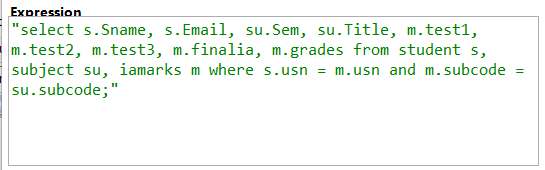 Expression
"select s.Sname, s.Email, su.Sem, su.Title, m.test1,
m.test2, m.test3, m.finalia, m.grades from student s,
subject su, iamarks m where s.usn = m.usn and m.subcode =
su.subcode;"